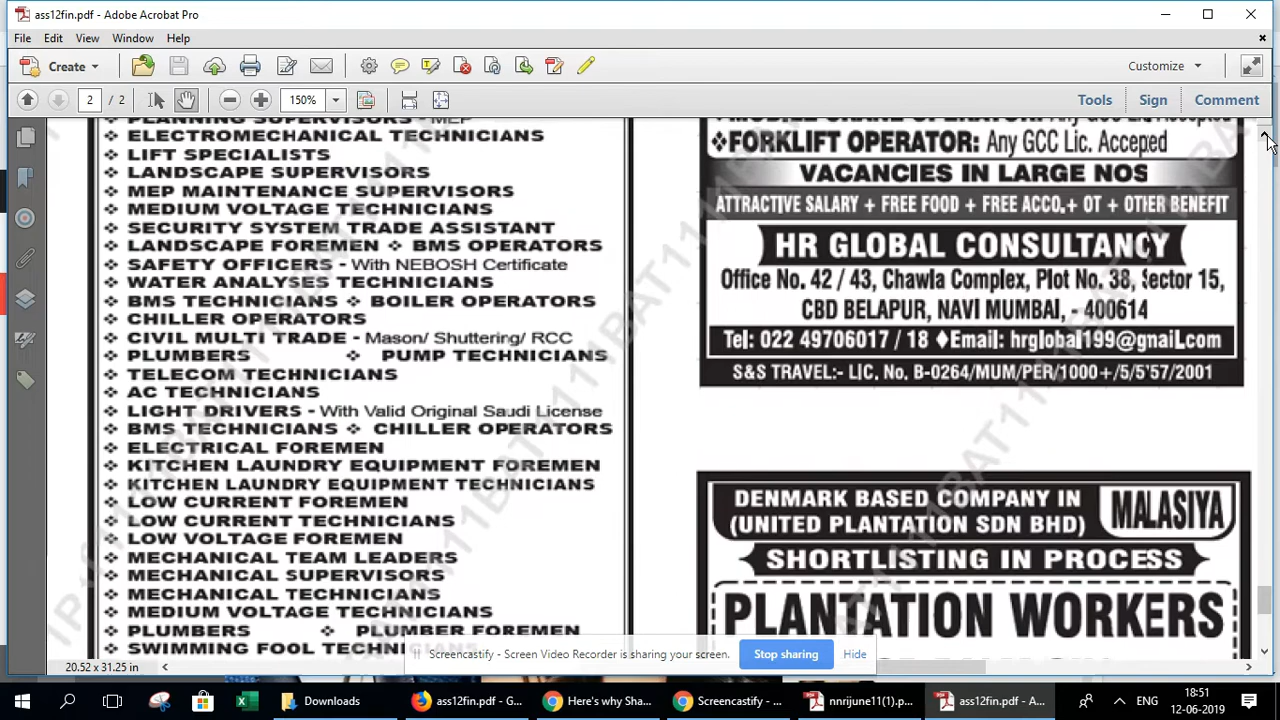 ass12fin.pdf - Adobe Acrobat Pro
File Edit View Window Help
Create Customize
2 / 2 150% Tools Sign Comment
PLANNING SUPERVISORS - MEP
❖ ELECTROMECHANICAL TECHNICIANS
❖ LIFT SPECIALISTS
❖ LANDSCAPE SUPERVISORS
❖ MEP MAINTENANCE SUPERVISORS
❖ MEDIUM VOLTAGE TECHNICIANS
❖ SECURITY SYSTEM TRADE ASSISTANT
❖ LANDSCAPE FOREMEN ❖ BMS OPERATORS
❖ SAFETY OFFICERS - With NEBOSH Certificate
❖ WATER ANALYSES TECHNICIANS
❖ BMS TECHNICIANS ❖ BOILER OPERATORS
❖ CHILLER OPERATORS
❖ CIVIL MULTI TRADE - Mason/ Shuttering/ RCC
❖ PLUMBERS ❖ PUMP TECHNICIANS
❖ TELECOM TECHNICIANS
❖ AC TECHNICIANS
❖ LIGHT DRIVERS - With Valid Original Saudi License
❖ BMS TECHNICIANS ❖ CHILLER OPERATORS
❖ ELECTRICAL FOREMEN
❖ KITCHEN LAUNDRY EQUIPMENT FOREMEN
❖ KITCHEN LAUNDRY EQUIPMENT TECHNICIANS
❖ LOW CURRENT FOREMEN
❖ LOW CURRENT TECHNICIANS
❖ LOW VOLTAGE FOREMEN
❖ MECHANICAL TEAM LEADERS
❖ MECHANICAL SUPERVISORS
❖ MECHANICAL TECHNICIANS
❖ MEDIUM VOLTAGE TECHNICIANS
❖ PLUMBERS ❖ PLUMBER FOREMEN
❖ SWIMMING FOOL TECHNICIANS
❖FORKLIFT OPERATOR: Any GCC Lic. Acceped
VACANCIES IN LARGE NOS
ATTRACTIVE SALARY + FREE FOOD + FREE ACCO.+ OT + OTHER BENEFIT
HR GLOBAL CONSULTANCY
Office No. 42 / 43, Chawla Complex, Plot No. 38, Sector 15,
CBD BELAPUR, NAVI MUMBAI, - 400614
Tel: 022 49706017 / 18 ♦Email: hrglobal199@gnail.com
S&S TRAVEL:- LIC. No. B-0264/MUM/PER/1000+/5/5'57/2001
DENMARK BASED COMPANY IN
(UNITED PLANTATION SDN BHD)
MALASIYA
SHORTLISTING IN PROCESS
PLANTATION WORKERS
Screencastify - Screen Video Recorder is sharing your screen. Stop sharing Hide
20.52 x 31.25 in
Downloads ass12fin.pdf - G... Here's why Sha... Screencastify - ... nnrijune11(1).p... ass12fin.pdf - A...
ENG
18:51
12-06-2019